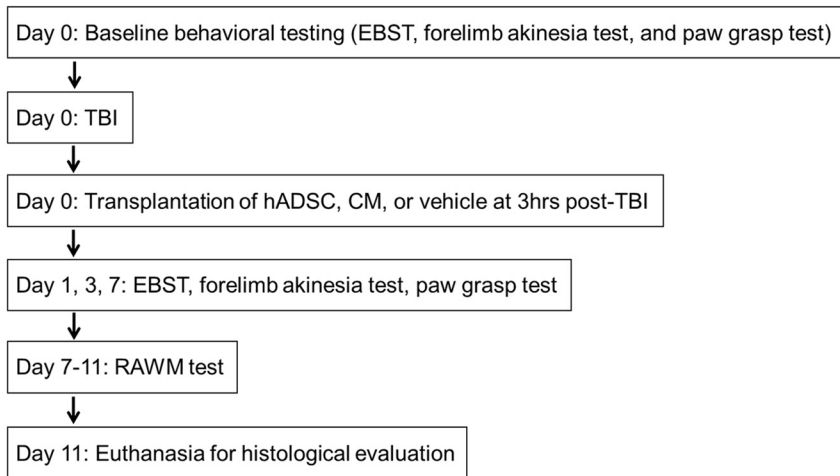 Day 0: Baseline behavioral testing (EBST, forelimb akinesia test, and paw grasp test)
Day 0: TBI
Day 0: Transplantation of hADSC, CM, or vehicle at 3hrs post-TBI
Day 1, 3, 7: EBST, forelimb akinesia test, paw grasp test
Day 7-11: RAWM test
Day 11: Euthanasia for histological evaluation